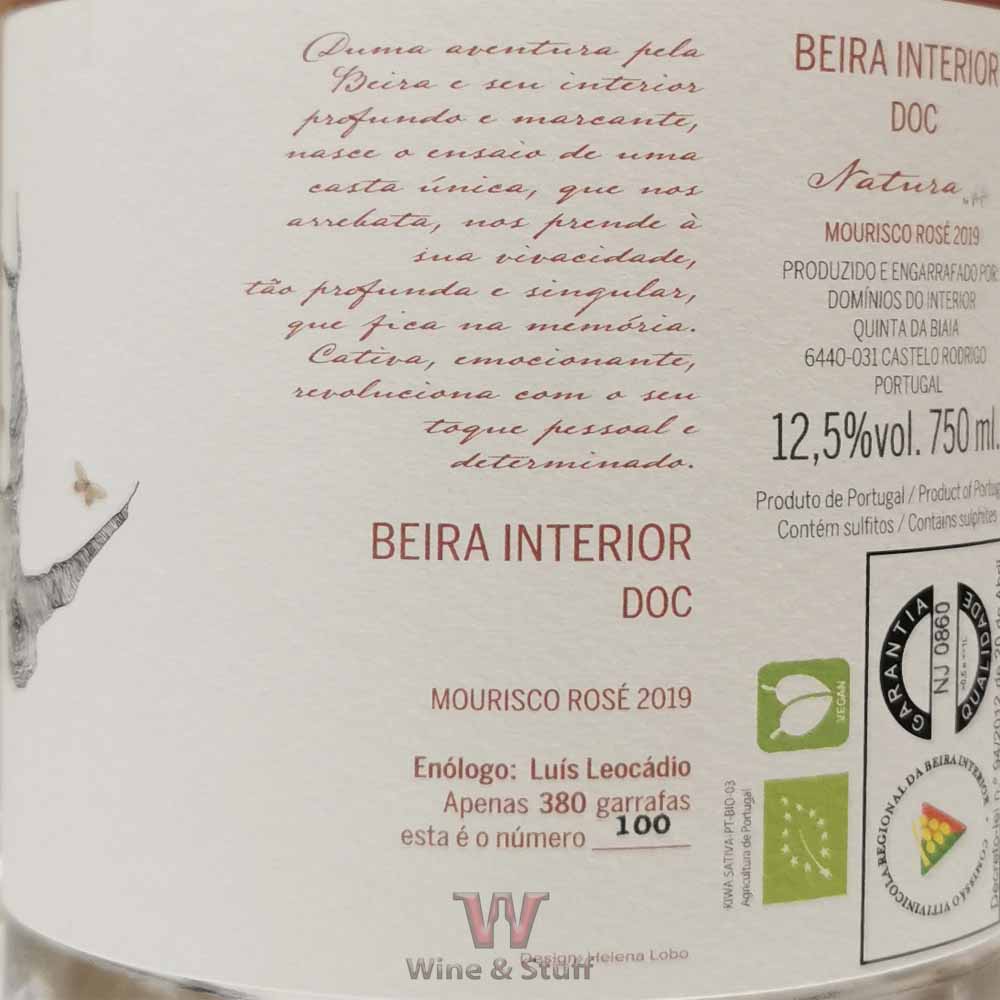 Duma aventura pela
Beira e seu interior
profundo e marcante,
nasce o ensaio de uma
casta única, que nos
arrebata, nos prende à
sua vivacidade,
tão profunda e singular,
que fica na memória.
Cativa, emocionante,
revoluciona com o seu
toque pessoal e
determinado.
BEIRA INTERIOR
DOC
MOURISCO ROSÉ 2019
Enólogo: Luís Leocádio
Apenas 380 garrafas
esta é o número 100
Design: Helena Lobo
BEIRA INTERIOR
DOC
Natura
MOURISCO ROSÉ 2019
PRODUZIDO E ENGARRAFADO POR:
DOMÍNIOS DO INTERIOR
QUINTA DA BIAIA
6440-031 CASTELO RODRIGO
PORTUGAL
12,5%vol. 750 ml.
Produto de Portugal / Product of Portug
Contém sulfitos / Contains sulphites
VEGAN
KIWA SATIVA-PT-BIO-03
Agricultura de Portugal
GARANTIA
NJ 0860
QUALIDADE
COMISSÃO VITIVINÍCOLA REGIONAL DA BEIRA INTERIOR
W
Wine & Stuff